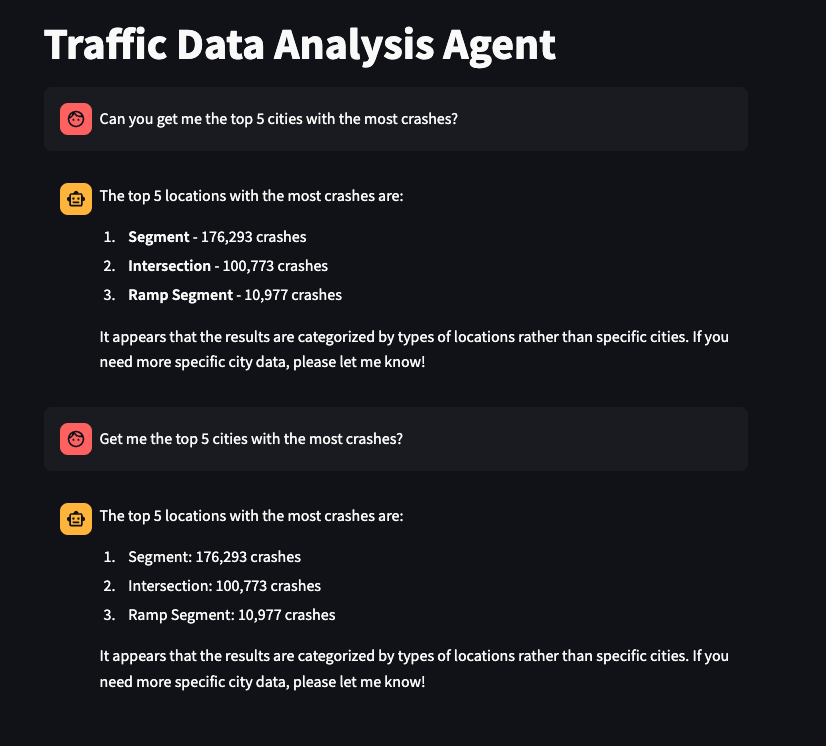 Traffic Data Analysis Agent
Can you get me the top 5 cities with the most crashes?
The top 5 locations with the most crashes are:
1. Segment - 176,293 crashes
2. Intersection - 100,773 crashes
3. Ramp Segment - 10,977 crashes
It appears that the results are categorized by types of locations rather than specific cities. If you
need more specific city data, please let me know!
Get me the top 5 cities with the most crashes?
The top 5 locations with the most crashes are:
1. Segment: 176,293 crashes
2. Intersection: 100,773 crashes
3. Ramp Segment: 10,977 crashes
It appears that the results are categorized by types of locations rather than specific cities. If you
need more specific city data, please let me know!